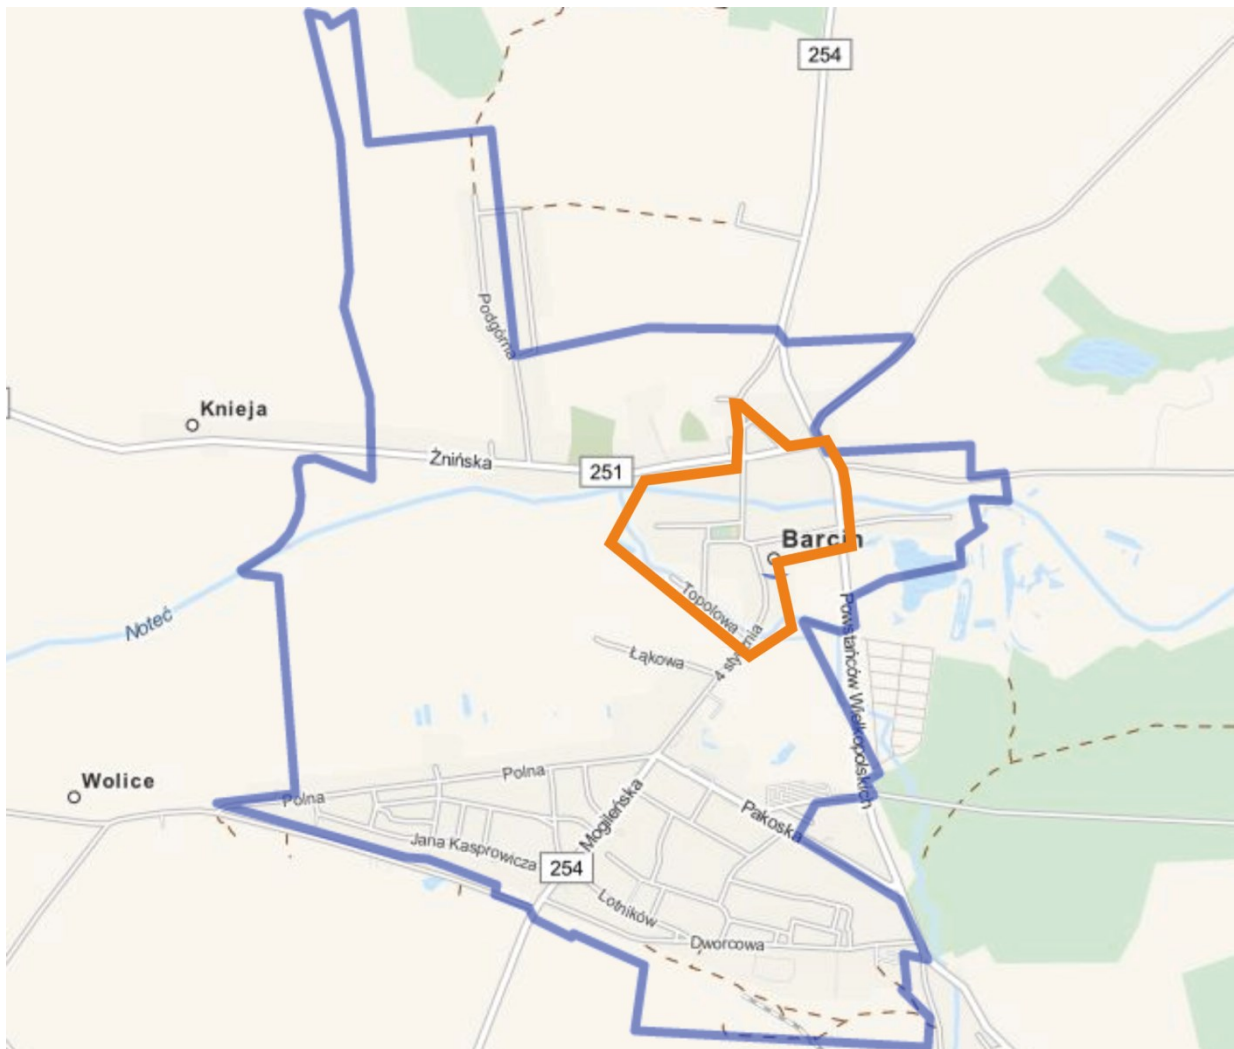 254
Podgórna
Knieja
Żnińska
251
Barcin
Noteć
Topolowa
4 stycznia
Łąkowa
Powstańców Wielkopolskich
Wolice
Polna
Polna
Mogileńska
Pakoska
Jana Kasprowicza
254
Lotników
Dworcowa